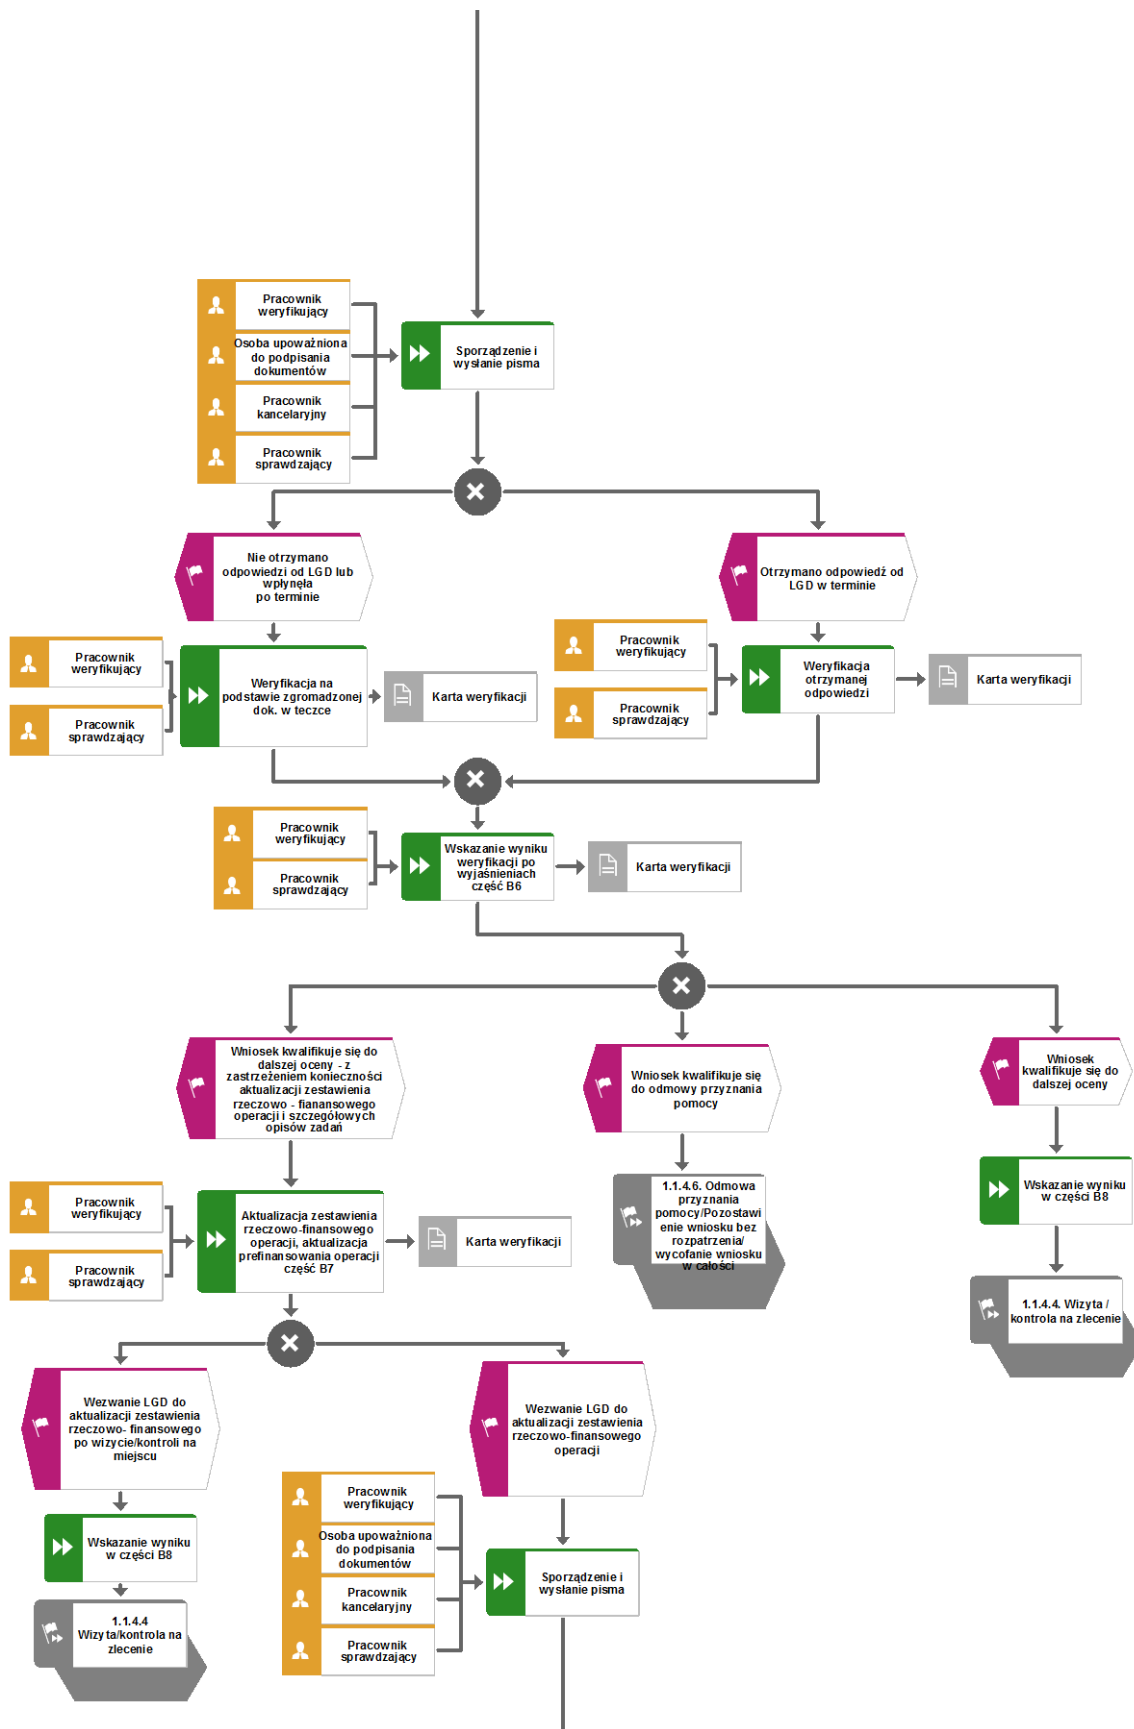 Pracownik
weryfikujący
Osoba upoważniona
do podpisania
dokumentów
Pracownik
kancelaryjny
Pracownik
sprawdzający
Sporządzenie i
wysłanie pisma
Nie otrzymano
odpowiedzi od LGD lub
wpłynęła
po terminie
Otrzymano odpowiedź od
LGD w terminie
Pracownik
weryfikujący
Pracownik
sprawdzający
Weryfikacja na
podstawie zgromadzonej
dok. w teczce
Karta weryfikacji
Pracownik
weryfikujący
Pracownik
sprawdzający
Weryfikacja
otrzymanej
odpowiedzi
Karta weryfikacji
Pracownik
weryfikujący
Pracownik
sprawdzający
Wskazanie wyniku
weryfikacji po
wyjaśnieniach
część B6
Karta weryfikacji
Wniosek kwalifikuje się do
dalszej oceny - z
zastrzeżeniem konieczności
aktualizacji zestawienia
rzeczowo - fianansowego
operacji i szczegółowych
opisów zadań
Wniosek kwalifikuje się
do odmowy przyznania
pomocy
Wniosek
kwalifikuje się do
dalszej oceny
Pracownik
weryfikujący
Pracownik
sprawdzający
Aktualizacja zestawienia
rzeczowo-finansowego
operacji, aktualizacja
prefinansowania operacji
część B7
Karta weryfikacji
1.1.4.6. Odmowa
przyznania
pomocy/Pozostawi
enie wniosku bez
rozpatrzenia/
wycofanie wniosku
w całości
Wskazanie wyniku
w części B8
1.1.4.4. Wizyta /
kontrola na zlecenie
Wezwanie LGD do
aktualizacji zestawienia
rzeczowo- finansowego
po wizycie/kontroli na
miejscu
Wezwanie LGD do
aktualizacji zestawienia
rzeczowo-finansowego
operacji
Wskazanie wyniku
w części B8
1.1.4.4
Wizyta/kontrola na
zlecenie
Pracownik
weryfikujący
Osoba upoważniona
do podpisania
dokumentów
Pracownik
kancelaryjny
Pracownik
sprawdzający
Sporządzenie i
wysłanie pisma